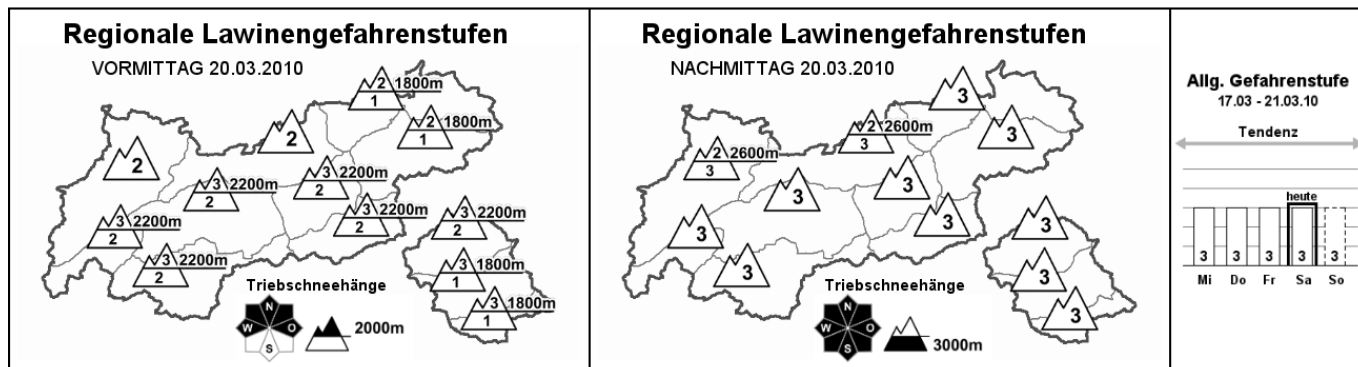 Regionale Lawinengefahrenstufen
VORMITTAG 20.03.2010
2 1800m
1
2
2
2 1800m
1
3 2200m
2
3 2200m
2
3 2200m
2
3 2200m
2
3 2200m
2
3 2200m
2
3 1800m
1
3 1800m
1
Triebschneehänge
N
W O
S
2000m
Regionale Lawinengefahrenstufen
NACHMITTAG 20.03.2010
3
2 2600m
3
3
2 2600m
3
3
3
3
3
3
3
3
3
Triebschneehänge
N
W O
S
3000m
Allg. Gefahrenstufe
17.03 - 21.03.10
Tendenz
heute
3 3 3 3 3
Mi Do Fr Sa So